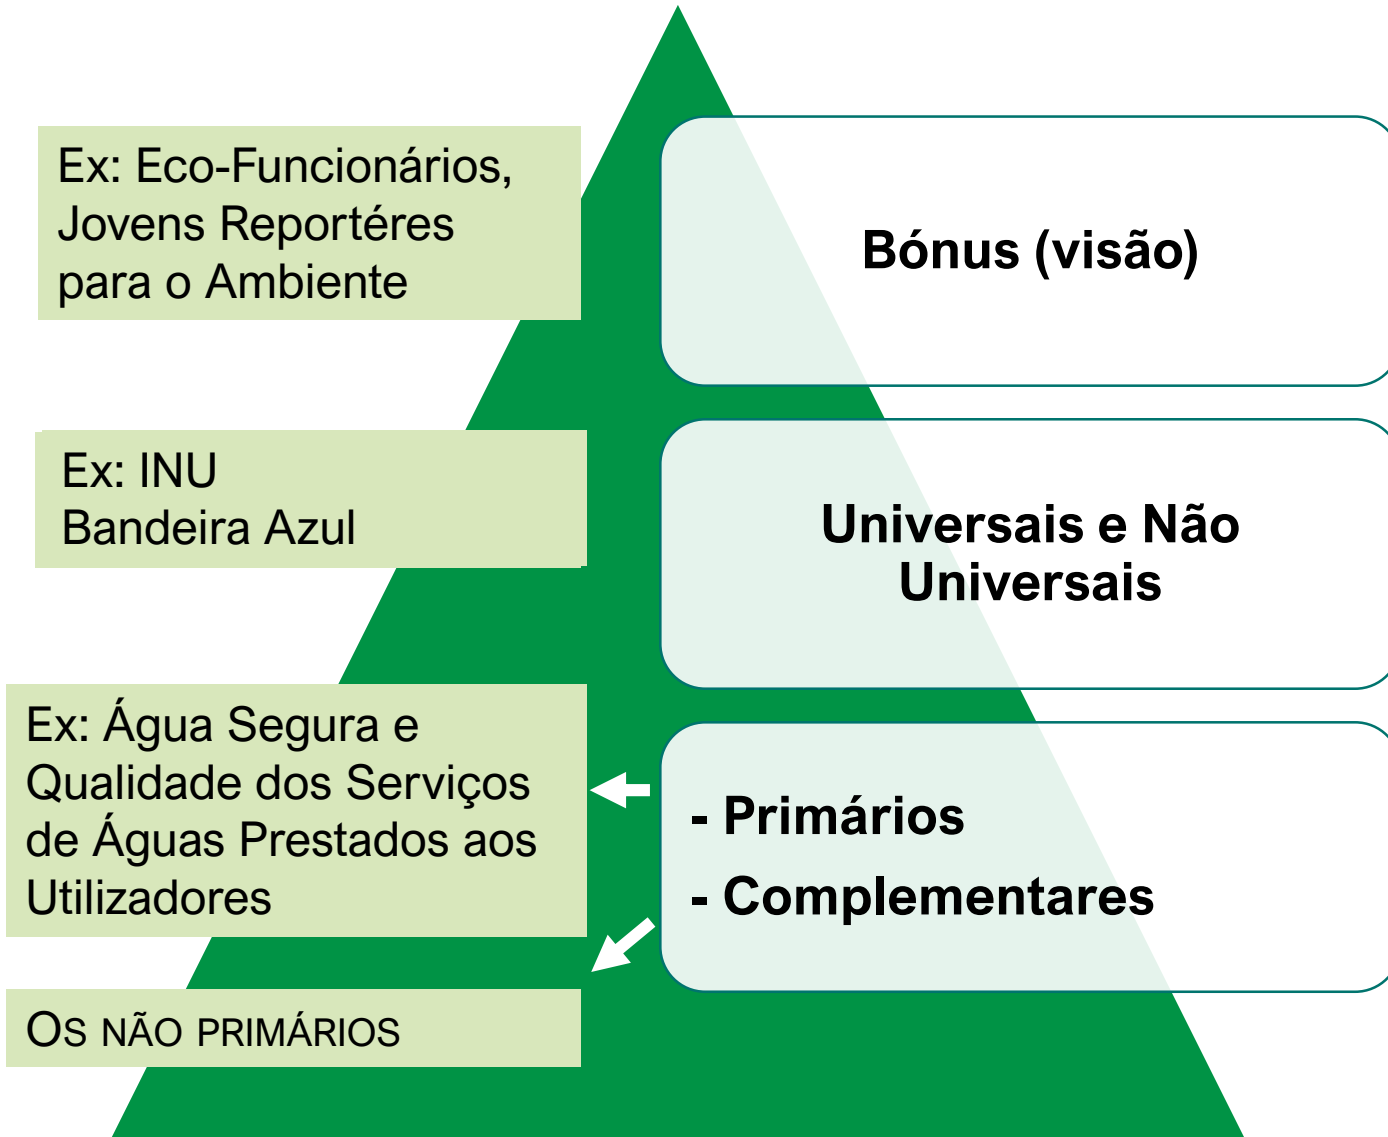 Ex: Eco-Funcionários,
Jovens Reportéres
para o Ambiente
Bónus (visão)
Ex: INU
Bandeira Azul
Universais e Não
Universais
Ex: Água Segura e
Qualidade dos Serviços
de Águas Prestados aos
Utilizadores
- Primários
- Complementares
OS NÃO PRIMÁRIOS